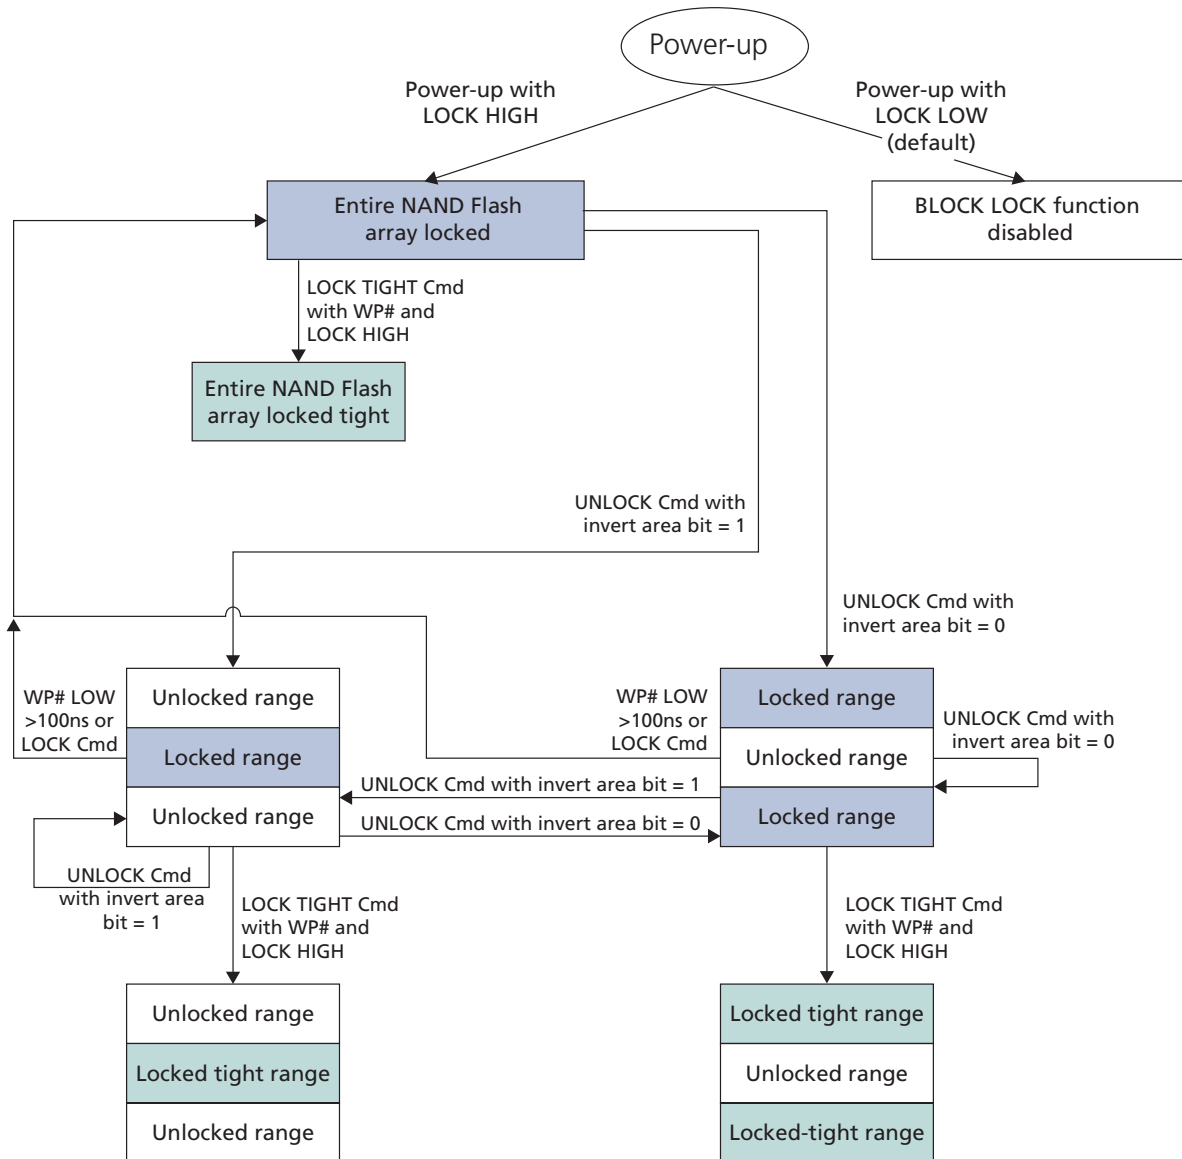 Power-up
Power-up with
LOCK HIGH
Power-up with
LOCK LOW
(default)
Entire NAND Flash
array locked
BLOCK LOCK function
disabled
LOCK TIGHT Cmd
with WP# and
LOCK HIGH
Entire NAND Flash
array locked tight
UNLOCK Cmd with
invert area bit = 1
UNLOCK Cmd with
invert area bit = 0
WP# LOW
>100ns or
LOCK Cmd
Unlocked range
Locked range
Unlocked range
WP# LOW
>100ns or
LOCK Cmd
Locked range
Unlocked range
Locked range
UNLOCK Cmd with
invert area bit = 0
UNLOCK Cmd with invert area bit = 1
UNLOCK Cmd with invert area bit = 0
UNLOCK Cmd
with invert area
bit = 1
LOCK TIGHT Cmd
with WP# and
LOCK HIGH
LOCK TIGHT Cmd
with WP# and
LOCK HIGH
Unlocked range
Locked tight range
Unlocked range
Locked tight range
Unlocked range
Locked-tight range